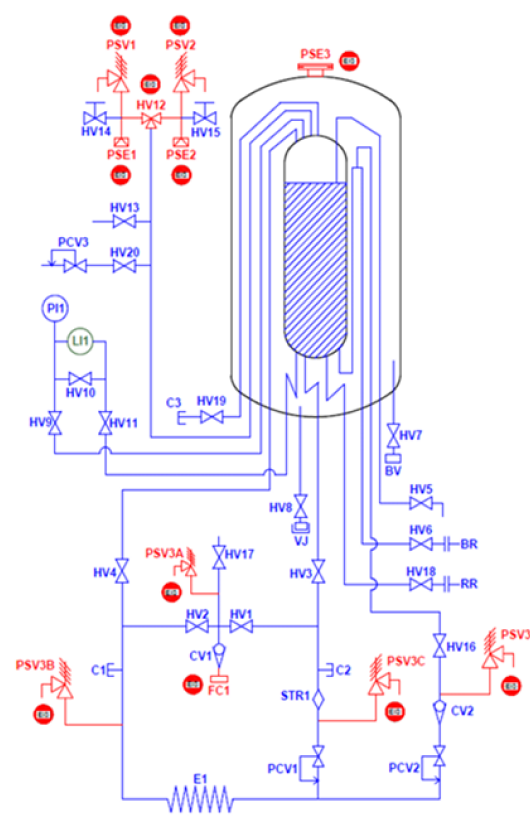 PSV1
PSV2
PSE3
HV12
HV14
HV15
PSE1
PSE2
HV13
PCV3
HV20
PI1
LI1
HV10
C3
HV19
HV9
HV11
HV7
BV
HV5
HV8
VJ
HV6
BR
PSV3A
HV17
HV4
HV3
HV18
RR
HV2
HV1
PSV3
HV16
CV1
C1
C2
PSV3C
PSV3B
FC1
STR1
CV2
PCV1
PCV2
E1